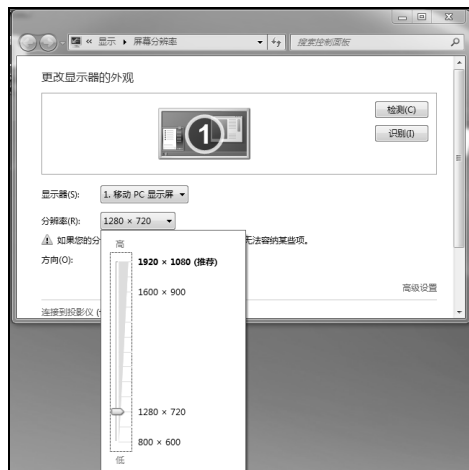 « 显示 ▸ 屏幕分辨率
搜索控制面板
更改显示器的外观
1
检测(C)
识别(I)
显示器(S): 1. 移动 PC 显示屏
分辨率(R): 1280 × 720
如果您的分
无法容纳某些项。
方向(O):
高
1920 × 1080 (推荐)
1600 × 900
高级设置
连接到投影仪 (
1280 × 720
800 × 600
低